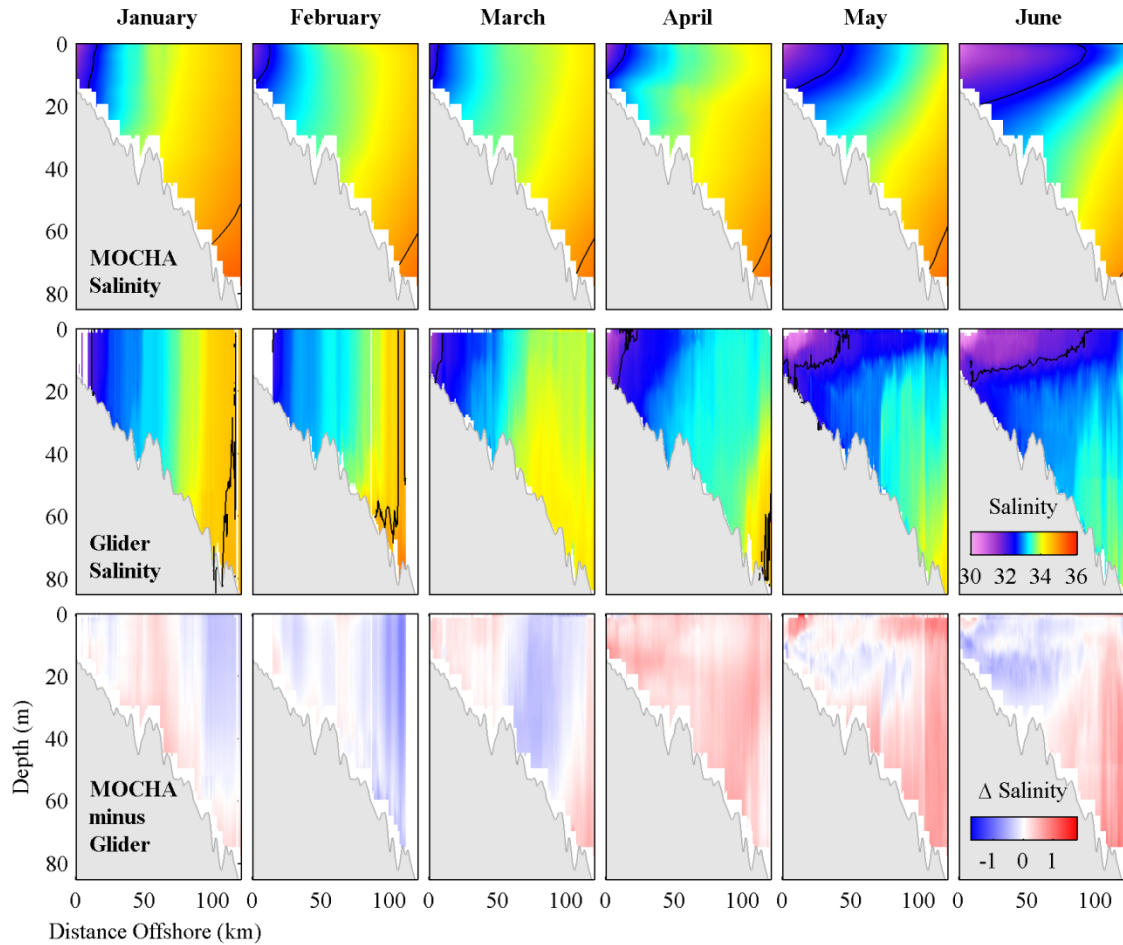 January February March April May June
0
20
40
60
80
MOCHA
Salinity
0
20
40
60
80
Glider
Salinity
Salinity
30 32 34 36
0
20
40
60
80
Depth (m)
MOCHA
minus
Glider
Δ Salinity
-1 0 1
0 50 100 0 50 100 0 50 100 0 50 100 0 50 100 0 50 100
Distance Offshore (km)